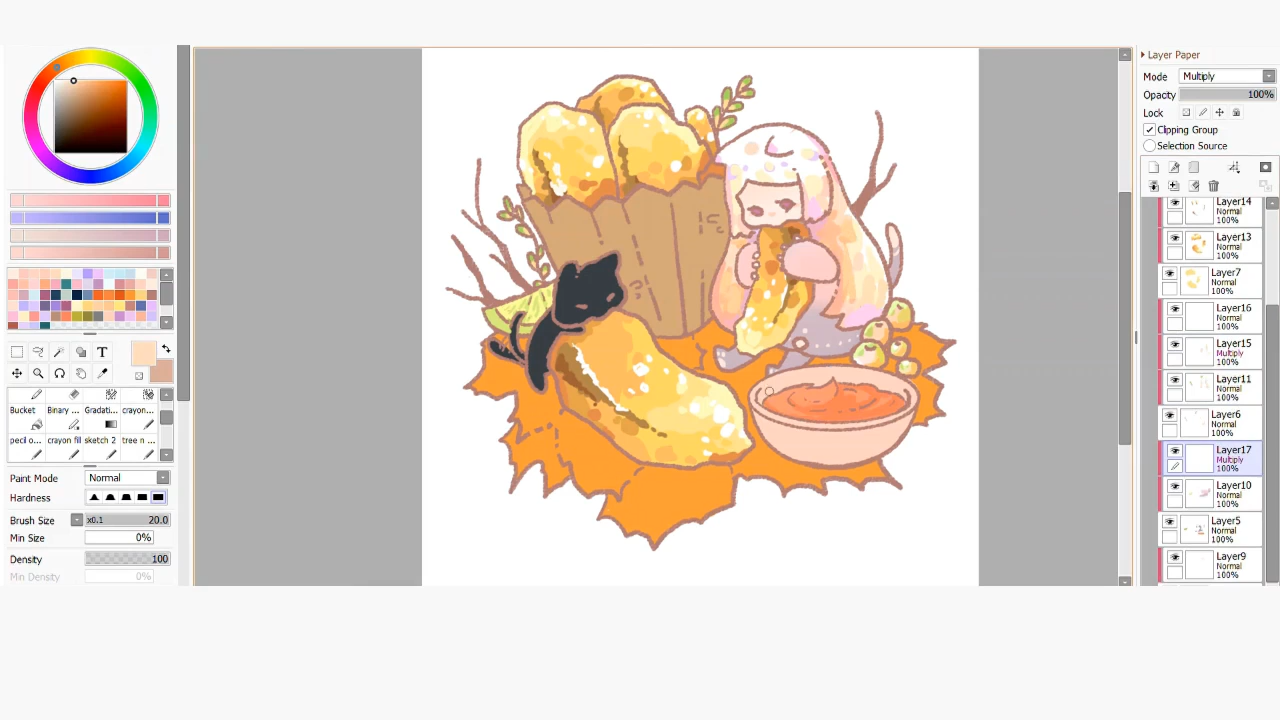 Layer Paper
Mode Multiply
Opacity 100%
Lock
Clipping Group
Selection Source
Layer14
Normal
100%
Layer13
Normal
100%
Layer7
100%
Layer16
Normal
100%
Layer15
Multiply
100%
Layer11
Normal
100%
Layer6
100%
Layer17
Multiply
100%
Layer10
Normal
100%
Layer5
100%
Layer9
Normal
100%
T
Bucket Binary ... Gradati... crayon...
pecil o... crayon fill sketch 2 tree n ...
Paint Mode Normal
Hardness
Brush Size x0.1 20.0
Min Size 0%
Density 100
Min Density 0%